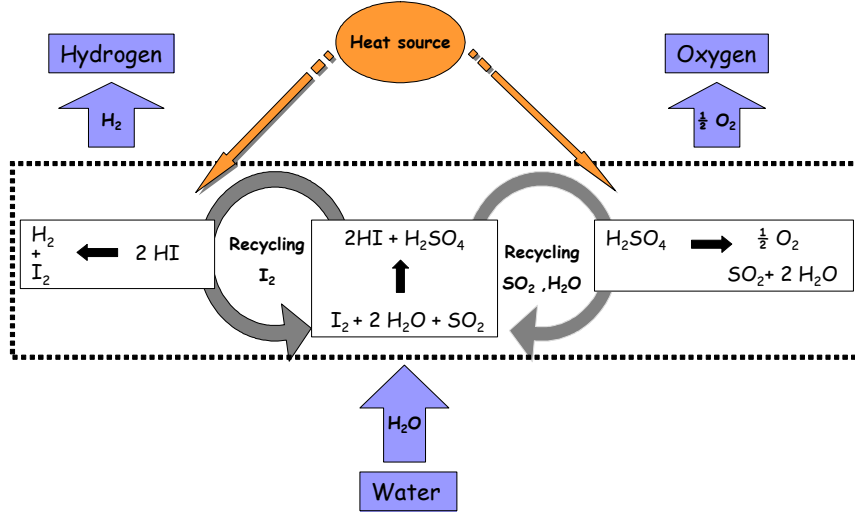 Heat source
Hydrogen
Oxygen
H₂
½ O₂
H₂
+
I₂
2 HI
Recycling
I₂
2HI + H₂SO₄
I₂ + 2 H₂O + SO₂
Recycling
SO₂ ,H₂O
H₂SO₄
½ O₂
SO₂+ 2 H₂O
H₂O
Water